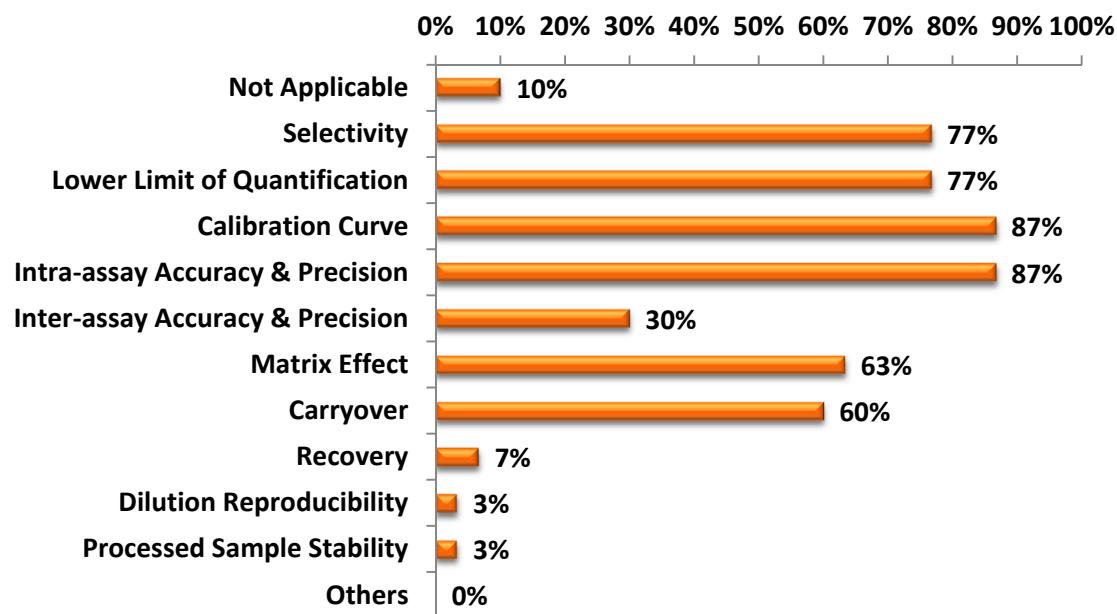 0% 10% 20% 30% 40% 50% 60% 70% 80% 90% 100%
Not Applicable 10%
Selectivity 77%
Lower Limit of Quantification 77%
Calibration Curve 87%
Intra-assay Accuracy & Precision 87%
Inter-assay Accuracy & Precision 30%
Matrix Effect 63%
Carryover 60%
Recovery 7%
Dilution Reproducibility 3%
Processed Sample Stability 3%
Others 0%